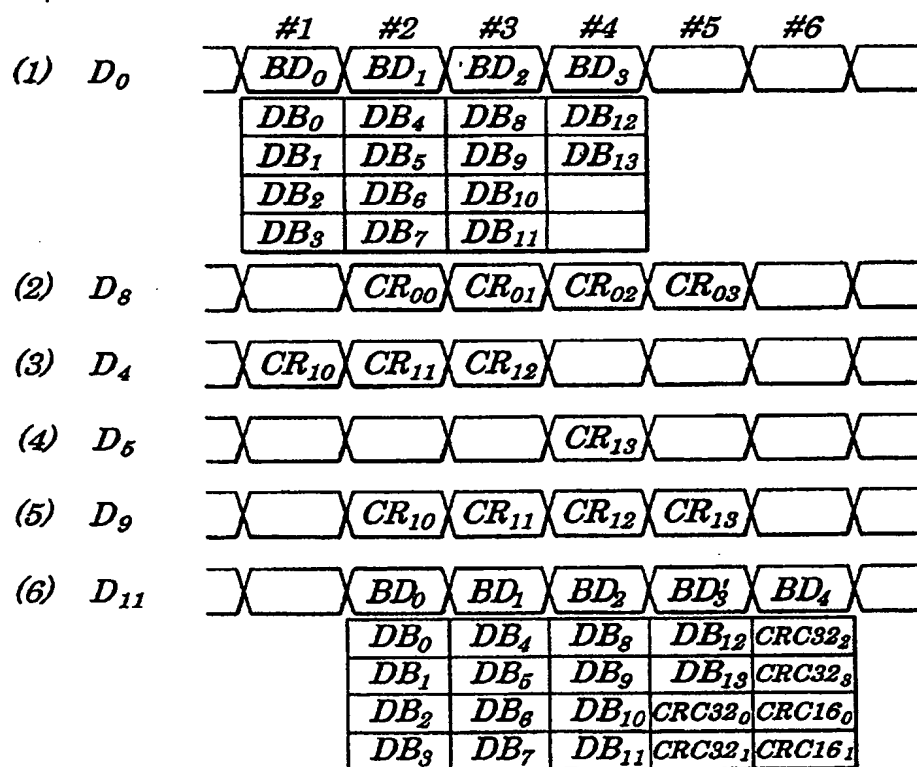 #1 #2 #3 #4 #5 #6
(1) D₀ BD₀ BD₁ BD₂ BD₃
DB₀ DB₄ DB₈ DB₁₂
DB₁ DB₅ DB₉ DB₁₃
DB₂ DB₆ DB₁₀
DB₃ DB₇ DB₁₁
(2) D₈ CR₀₀ CR₀₁ CR₀₂ CR₀₃
(3) D₄ CR₁₀ CR₁₁ CR₁₂
(4) D₅ CR₁₃
(5) D₉ CR₁₀ CR₁₁ CR₁₂ CR₁₃
(6) D₁₁ BD₀ BD₁ BD₂ BD₃' BD₄
DB₀ DB₄ DB₈ DB₁₂ CRC32₂
DB₁ DB₅ DB₉ DB₁₃ CRC32₃
DB₂ DB₆ DB₁₀ CRC32₀ CRC16₀
DB₃ DB₇ DB₁₁ CRC32₁ CRC16₁